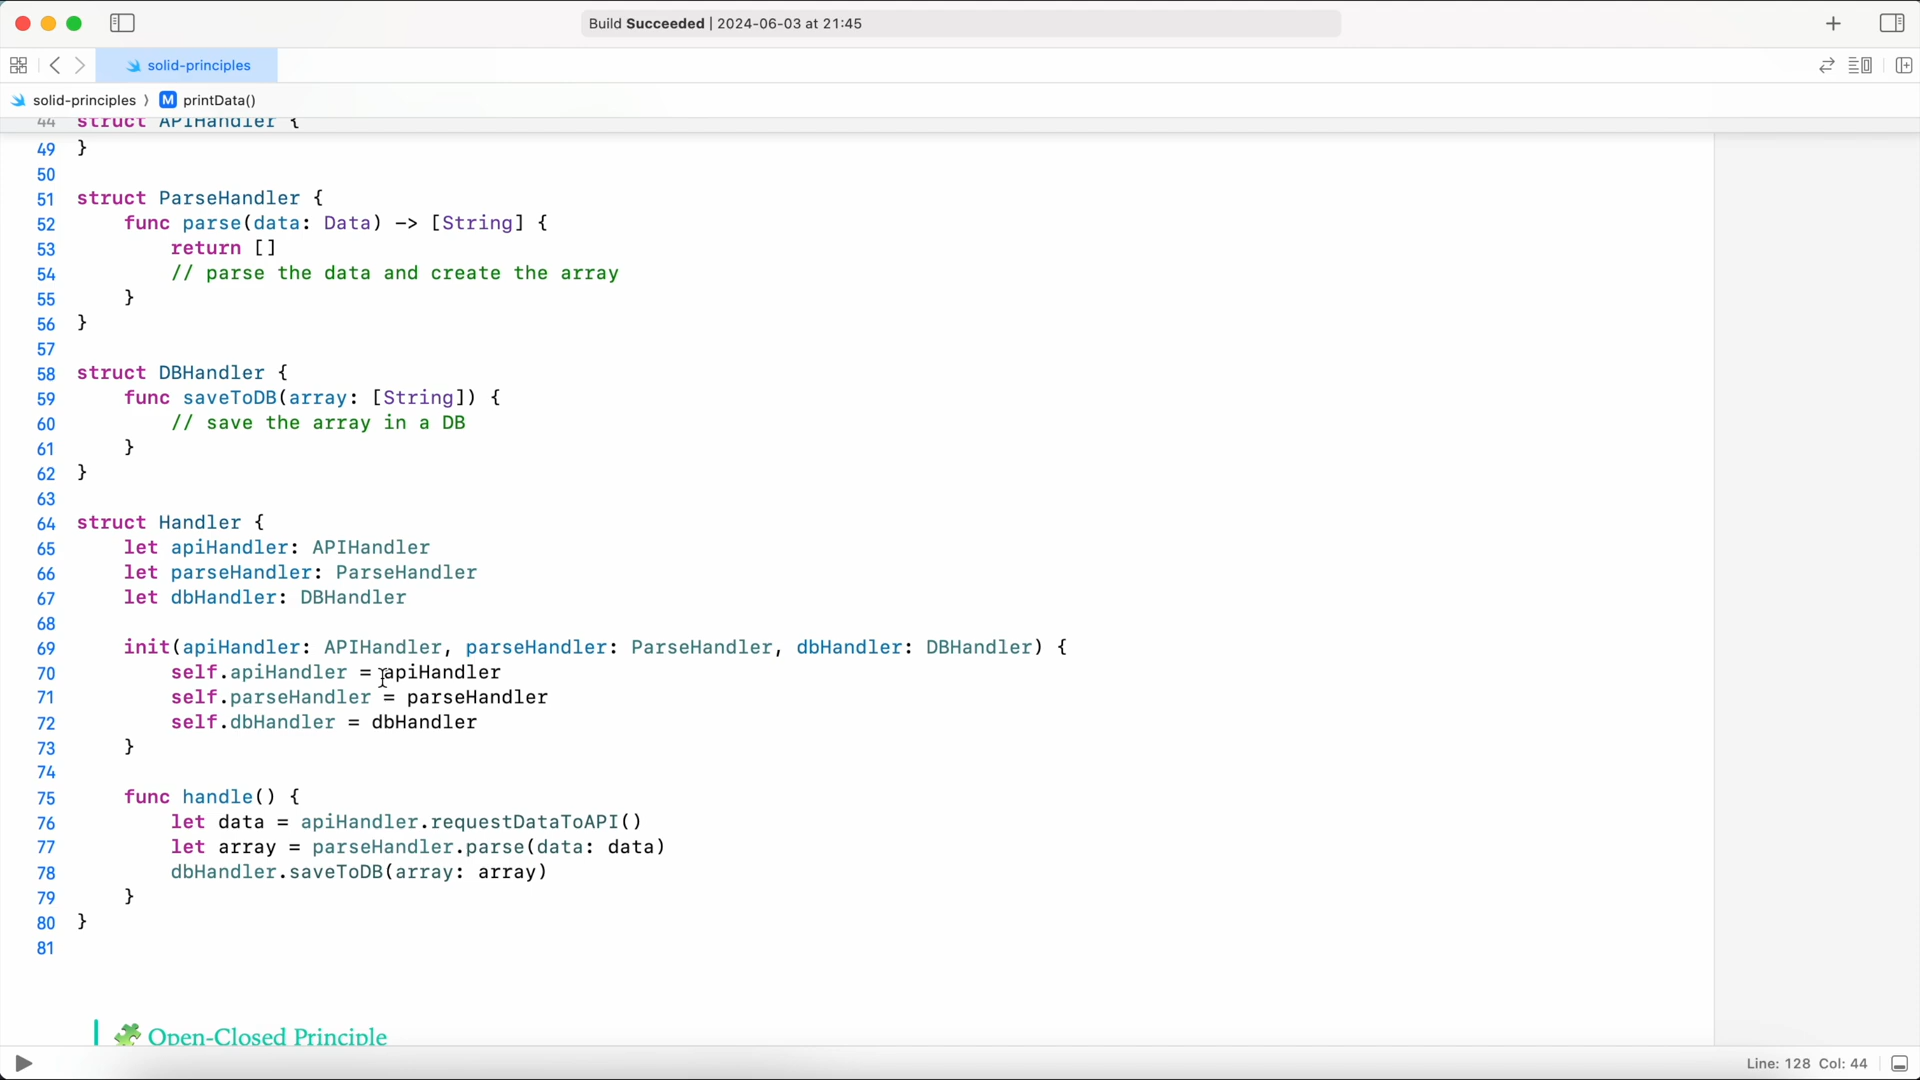 Build Succeeded | 2024-06-03 at 21:45
solid-principles
solid-principles 〉 M printData()
44 struct APIHandler {
49 }
50
51 struct ParseHandler {
52 func parse(data: Data) -> [String] {
53 return []
54 // parse the data and create the array
55 }
56 }
57
58 struct DBHandler {
59 func saveToDB(array: [String]) {
60 // save the array in a DB
61 }
62 }
63
64 struct Handler {
65 let apiHandler: APIHandler
66 let parseHandler: ParseHandler
67 let dbHandler: DBHandler
68
69 init(apiHandler: APIHandler, parseHandler: ParseHandler, dbHandler: DBHandler) {
70 self.apiHandler = apiHandler
71 self.parseHandler = parseHandler
72 self.dbHandler = dbHandler
73 }
74
75 func handle() {
76 let data = apiHandler.requestDataToAPI()
77 let array = parseHandler.parse(data: data)
78 dbHandler.saveToDB(array: array)
79 }
80 }
81
Open-Closed Principle
Line: 128 Col: 44